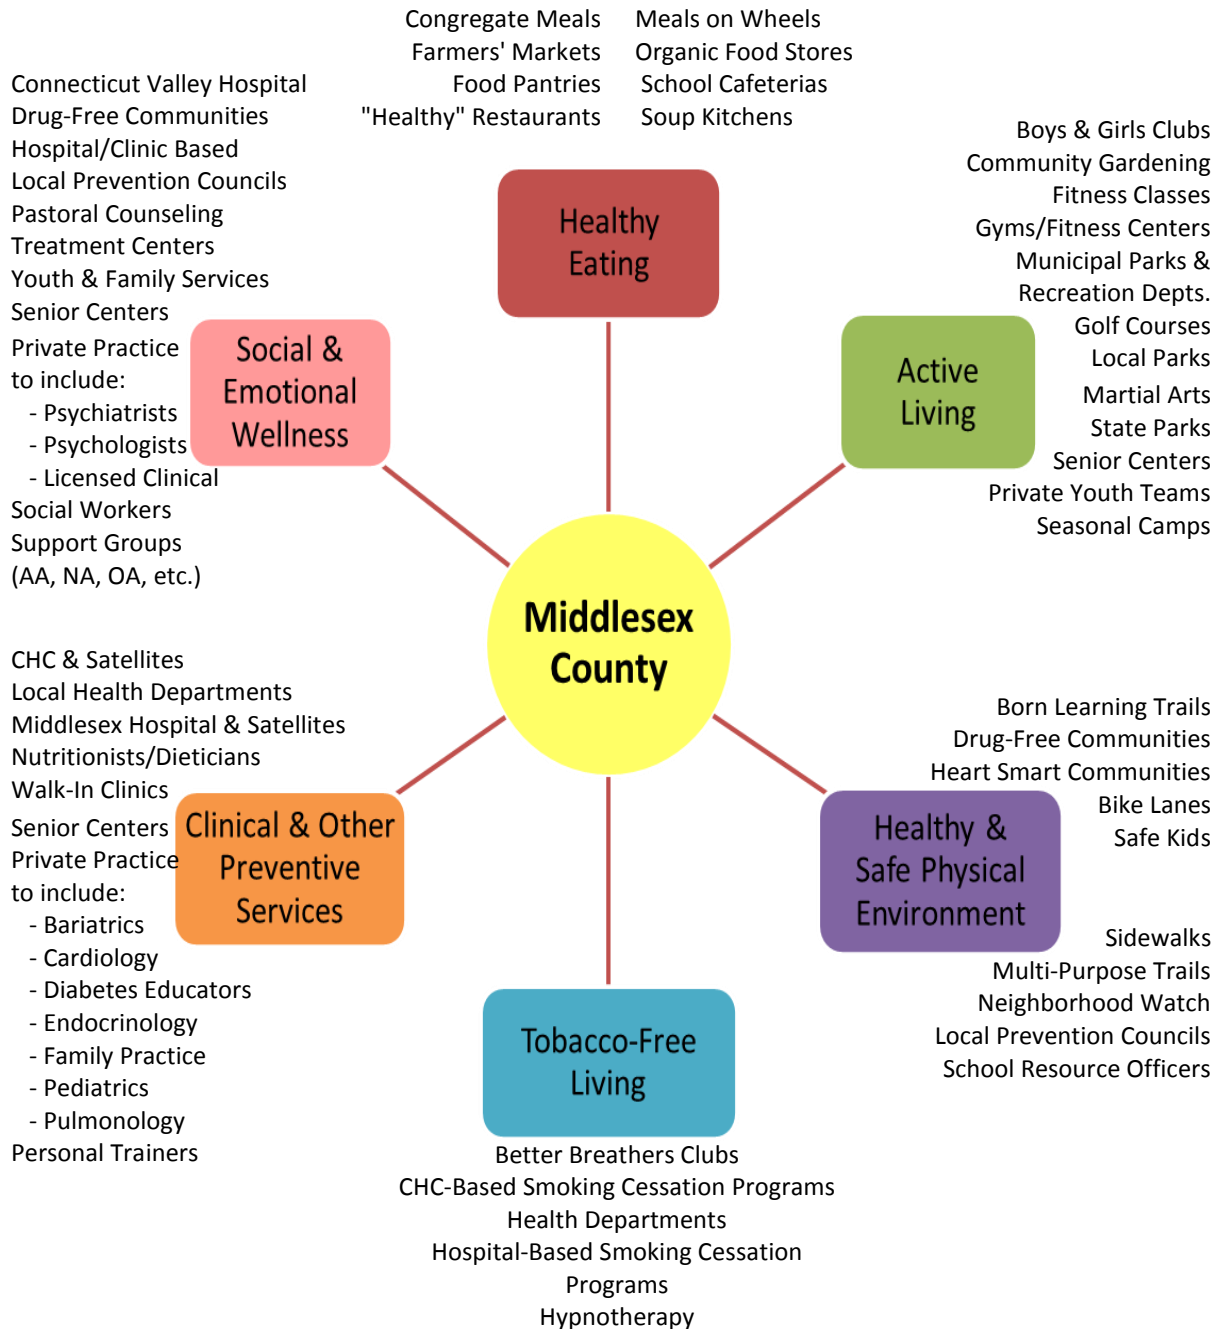 Congregate Meals
Farmers' Markets
Food Pantries
"Healthy" Restaurants
Meals on Wheels
Organic Food Stores
School Cafeterias
Soup Kitchens
Healthy
Eating
Connecticut Valley Hospital
Drug-Free Communities
Hospital/Clinic Based
Local Prevention Councils
Pastoral Counseling
Treatment Centers
Youth & Family Services
Senior Centers
Private Practice
to include:
- Psychiatrists
- Psychologists
- Licensed Clinical
Social Workers
Support Groups
(AA, NA, OA, etc.)
Social &
Emotional
Wellness
Boys & Girls Clubs
Community Gardening
Fitness Classes
Gyms/Fitness Centers
Municipal Parks &
Recreation Depts.
Golf Courses
Local Parks
Martial Arts
State Parks
Senior Centers
Private Youth Teams
Seasonal Camps
Active
Living
Middlesex
County
CHC & Satellites
Local Health Departments
Middlesex Hospital & Satellites
Nutritionists/Dieticians
Walk-In Clinics
Senior Centers
Private Practice
to include:
- Bariatrics
- Cardiology
- Diabetes Educators
- Endocrinology
- Family Practice
- Pediatrics
- Pulmonology
Personal Trainers
Clinical & Other
Preventive
Services
Born Learning Trails
Drug-Free Communities
Heart Smart Communities
Bike Lanes
Safe Kids
Healthy &
Safe Physical
Environment
Sidewalks
Multi-Purpose Trails
Neighborhood Watch
Local Prevention Councils
School Resource Officers
Tobacco-Free
Living
Better Breathers Clubs
CHC-Based Smoking Cessation Programs
Health Departments
Hospital-Based Smoking Cessation
Programs
Hypnotherapy